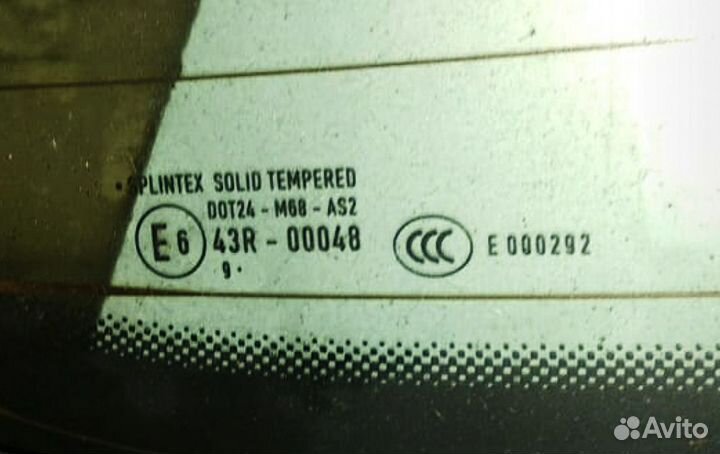 SPLINTEX SOLID TEMPERED
DOT24 - M68 - AS2
E6 43R - 00048
CCC E 000292
9 .
Avito